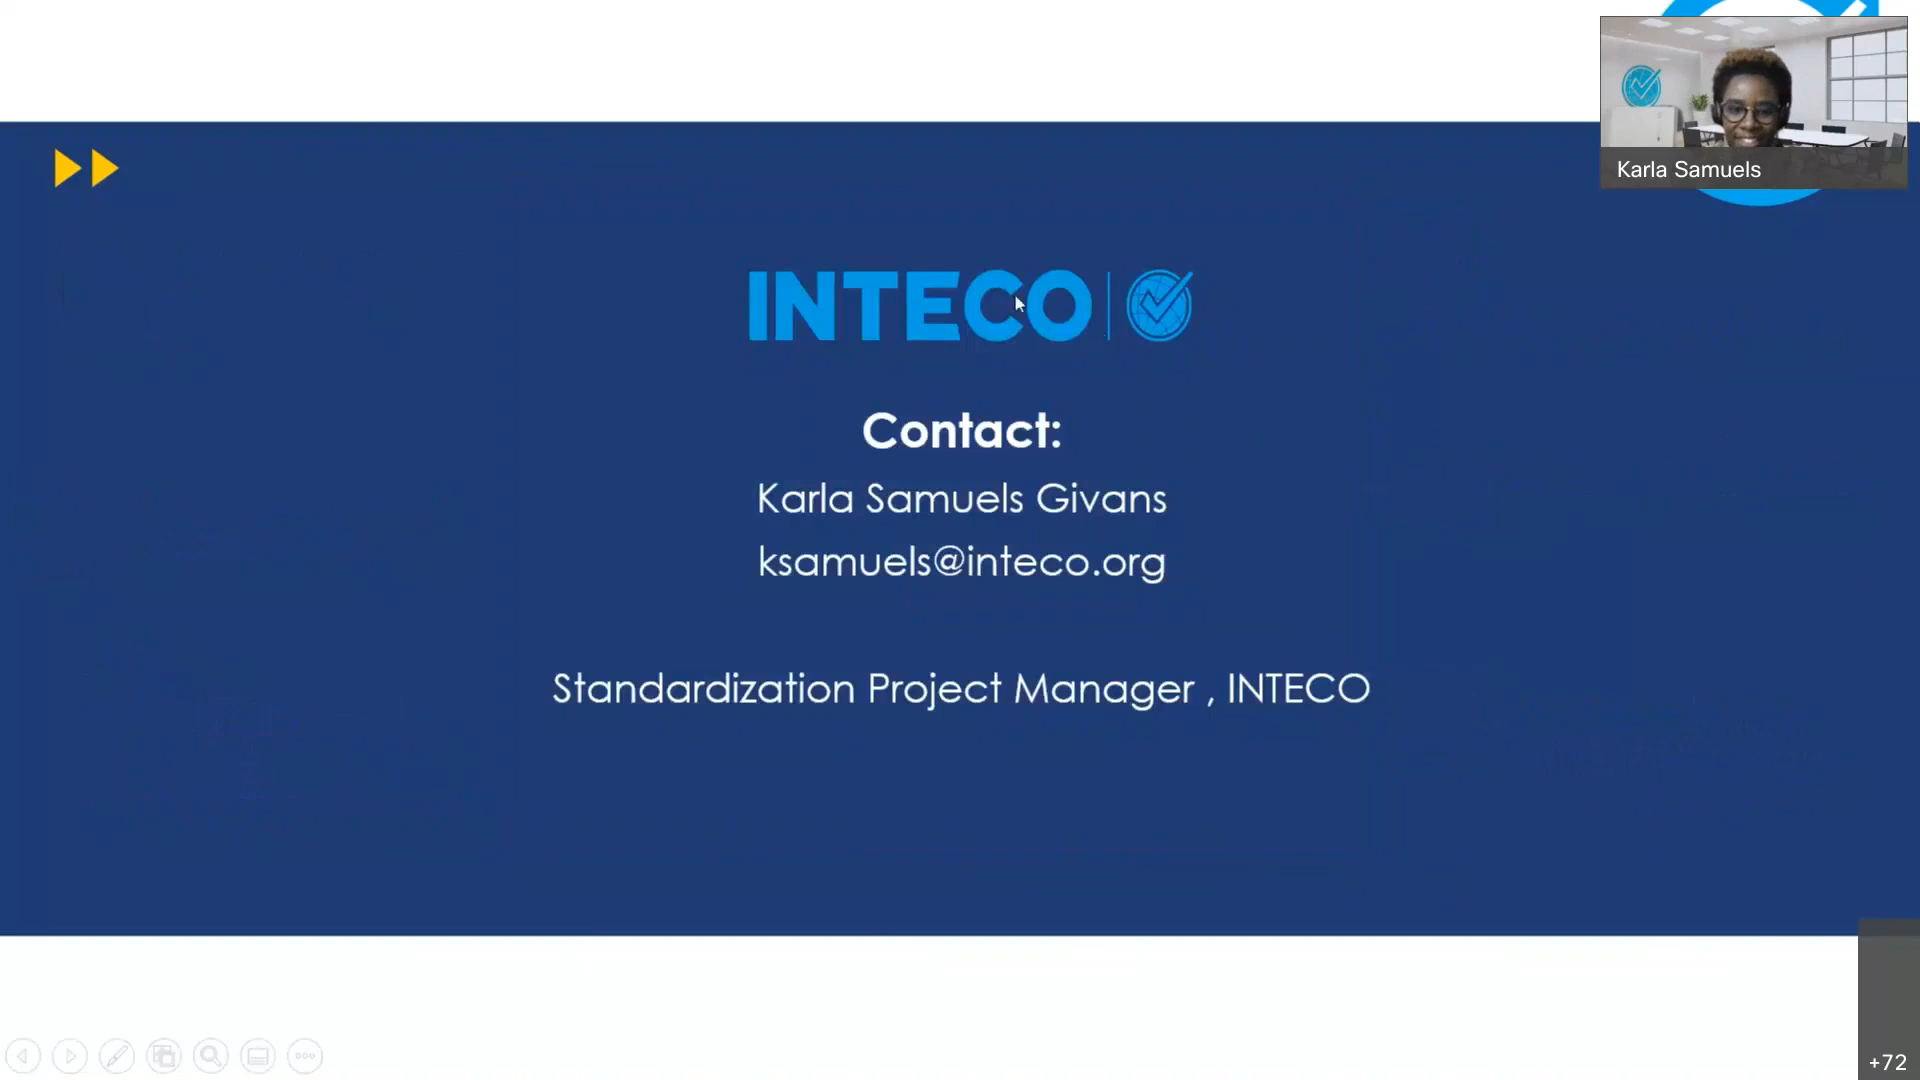 Karla Samuels
INTECO
Contact:
Karla Samuels Givans
ksamuels@inteco.org
Standardization Project Manager , INTECO
+72